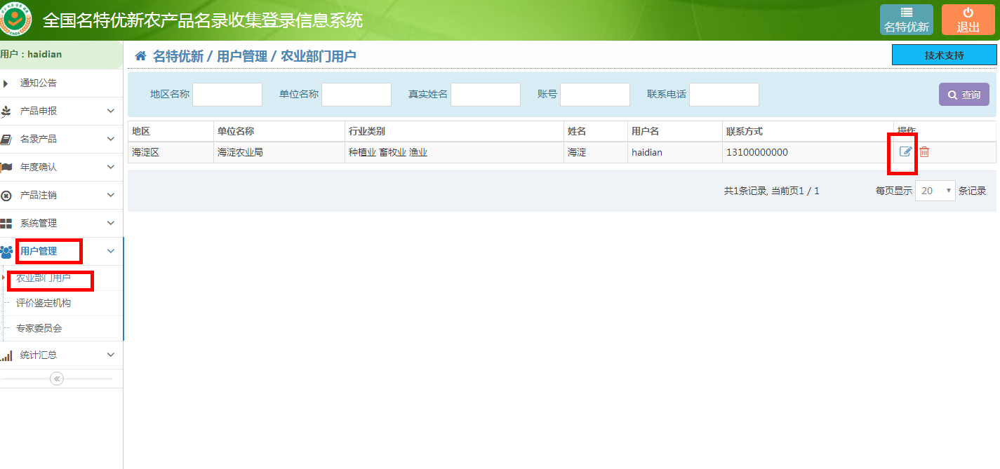 全国名特优新农产品名录收集登录信息系统
名特优新
退出
用户：haidian
名特优新 / 用户管理 / 农业部门用户
技术支持
通知公告
产品申报
名录产品
年度确认
产品注销
系统管理
用户管理
农业部门用户
评价鉴定机构
专家委员会
统计汇总
地区名称 单位名称 真实姓名 账号 联系电话 查询
地区 单位名称 行业类别 姓名 用户名 联系方式 操作
海淀区 海淀农业局 种植业 畜牧业 渔业 海淀 haidian 13100000000
共1条记录, 当前页1 / 1 每页显示 20 条记录